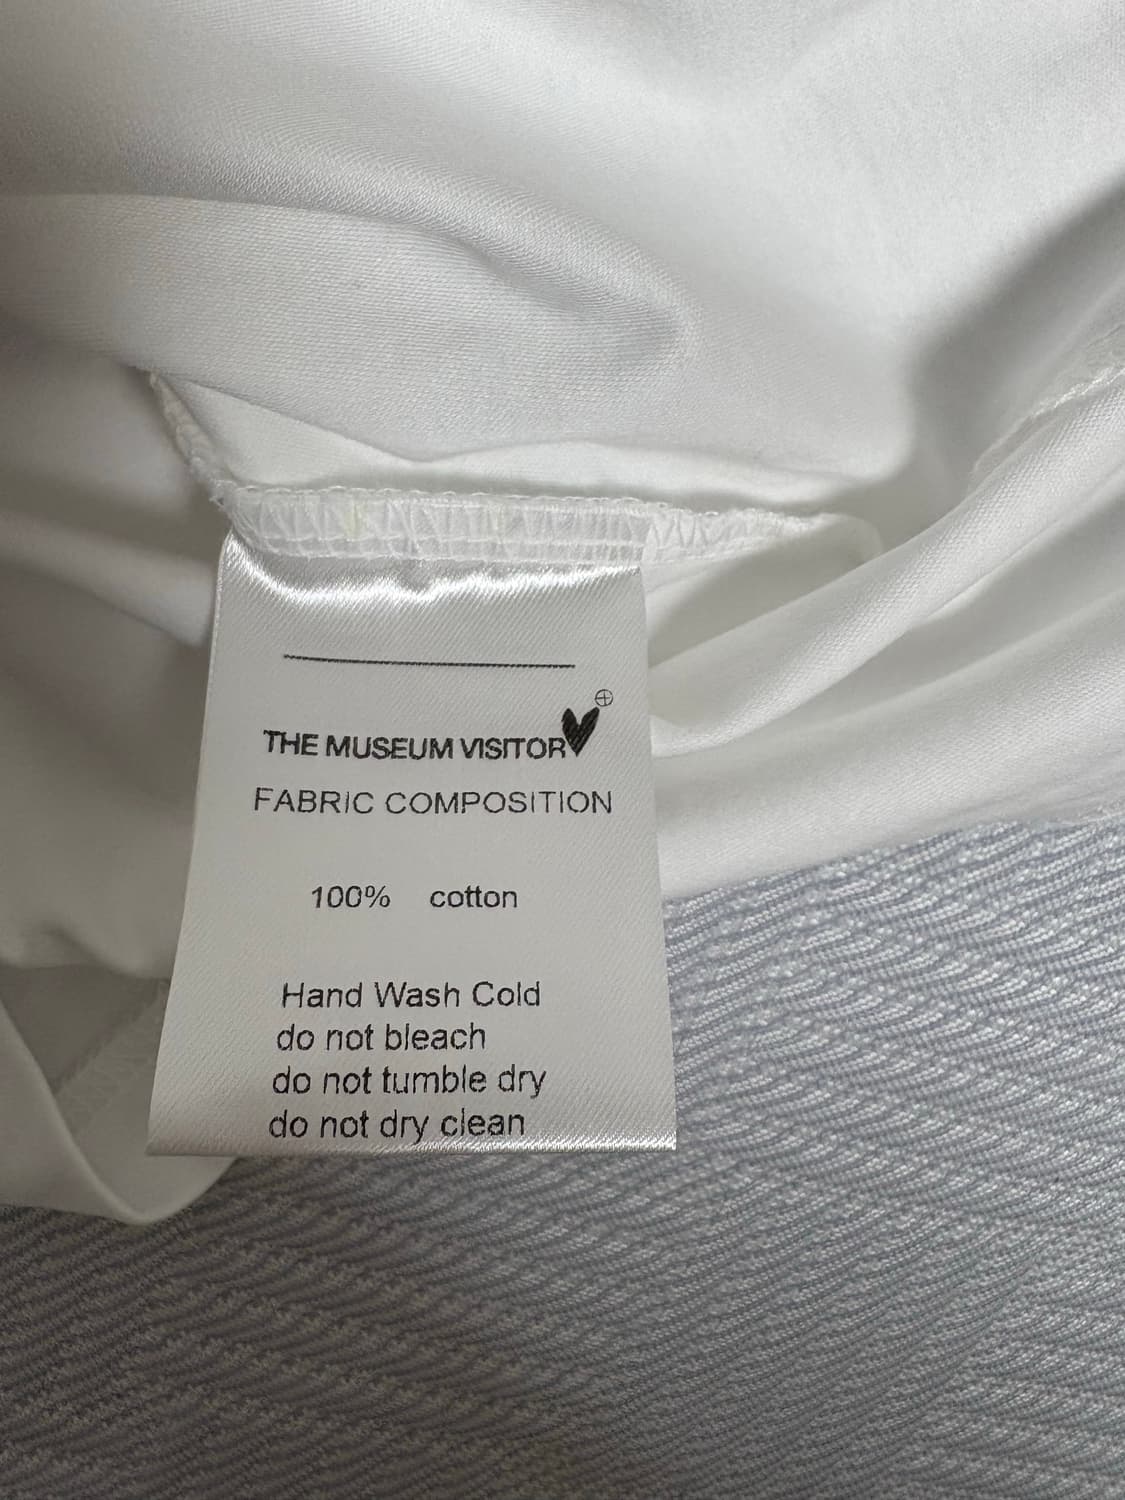 THE MUSEUM VISITOR
FABRIC COMPOSITION
100% cotton
Hand Wash Cold
do not bleach
do not tumble dry
do not dry clean